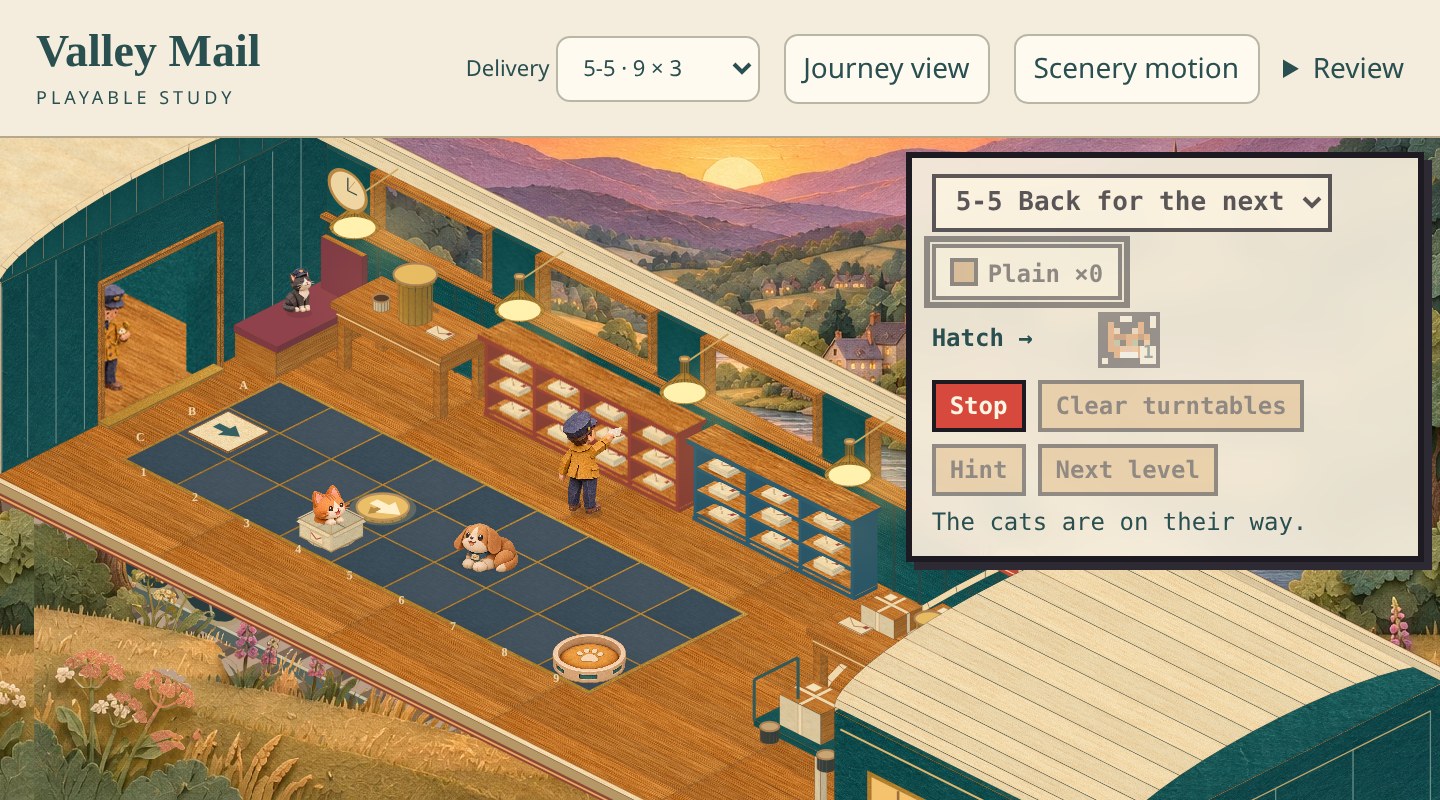 Valley Mail
PLAYABLE STUDY
Delivery
5-5 · 9 × 3
Journey view
Scenery motion
▶ Review
5-5 Back for the next
Plain ×0
Hatch →
1
Stop
Clear turntables
Hint
Next level
The cats are on their way.
A
B
C
1
2
3
4
5
6
7
8
9